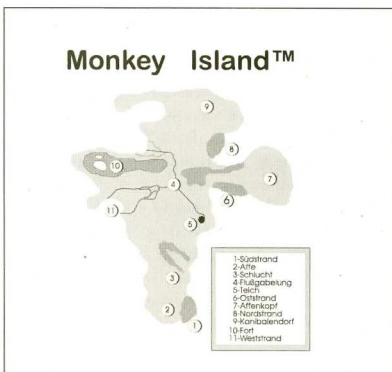 Monkey Island™
9
8
10
7
4
6
11
5
3
2
1
1-Südstrand
2-Affe
3-Schlucht
4-Flußgabelung
5-Teich
6-Oststrand
7-Affenkopf
8-Nordstrand
9-Kanibalendorf
10-Fort
11-Weststrand